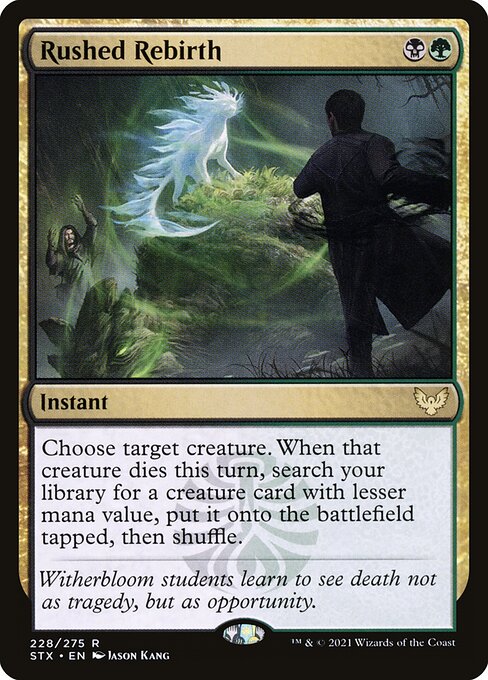 Rushed Rebirth
Instant
Choose target creature. When that
creature dies this turn, search your
library for a creature card with lesser
mana value, put it onto the battlefield
tapped, then shuffle.
Witherbloom students learn to see death not
as tragedy, but as opportunity.
228/275 R
STX • EN Jason Kang
™ & © 2021 Wizards of the Coast